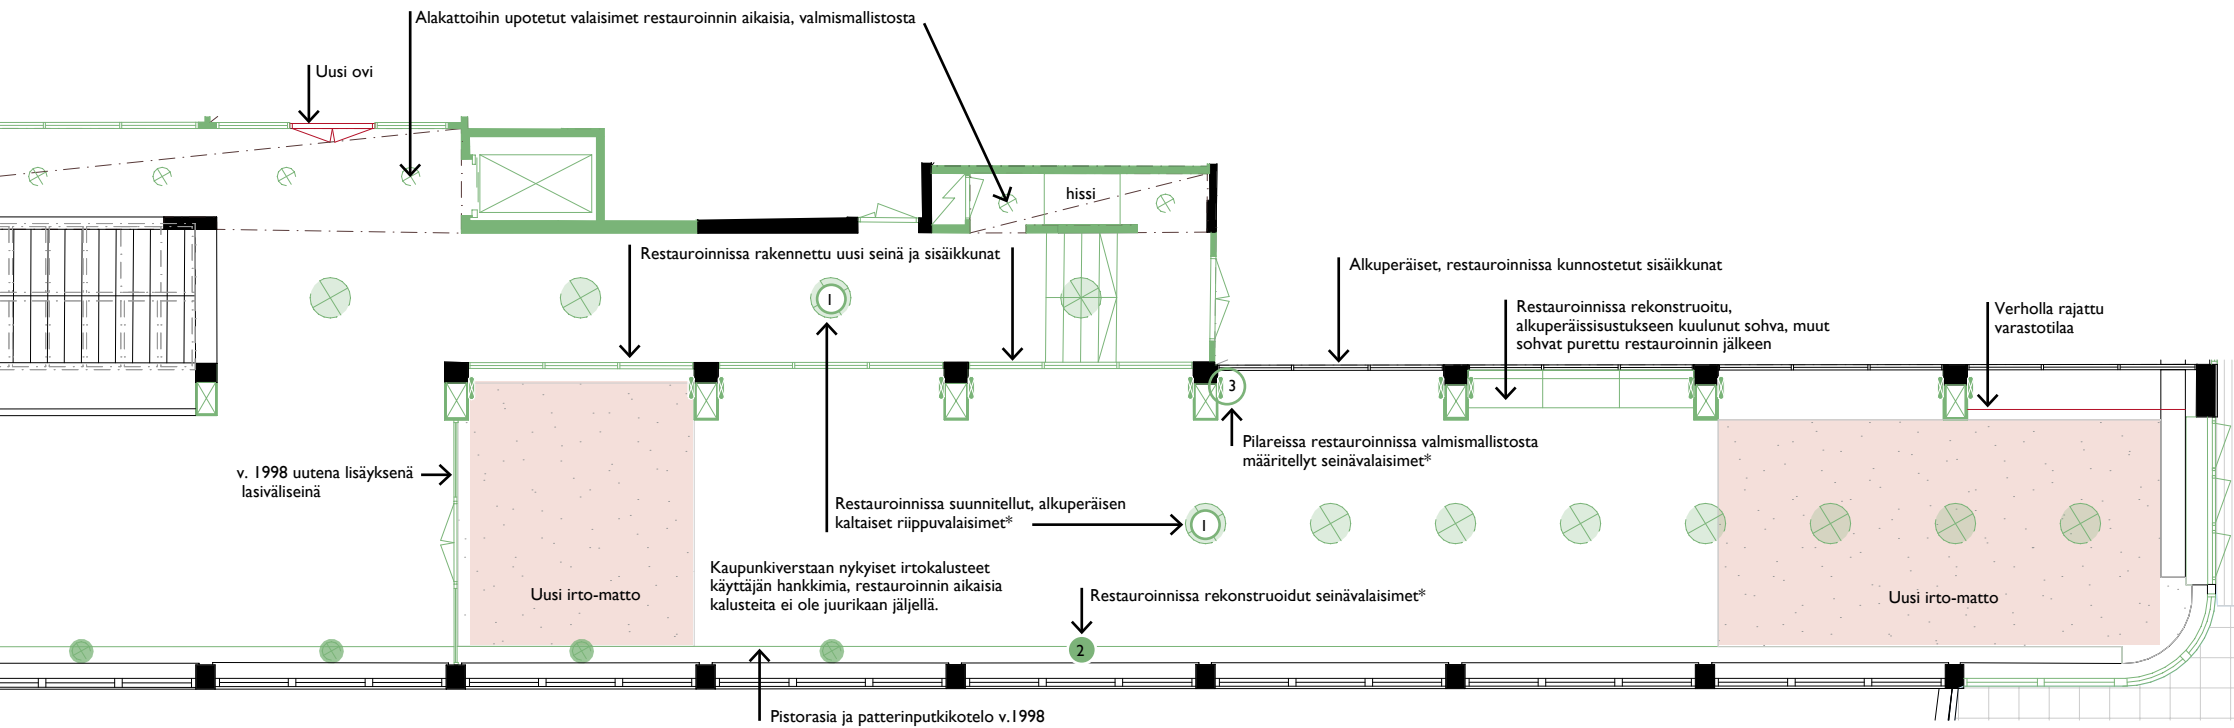 Alakattoihin upotetut valaisimet restauroinnin aikaisia, valmismallistosta
Uusi ovi
hissi
Restauroinnissa rakennettu uusi seinä ja sisäikkunat
Alkuperäiset, restauroinnissa kunnostetut sisäikkunat
1
Restauroinnissa rekonstruoitu,
alkuperäissisustukseen kuulunut sohva, muut
sohvat purettu restauroinnin jälkeen
Verholla rajattu
varastotilaa
3
Pilareissa restauroinnissa valmismallistosta
määritellyt seinävalaisimet*
v. 1998 uutena lisäyksenä
lasiväliseinä
Restauroinnissa suunnitellut, alkuperäisen
kaltaiset riippuvalaisimet*
1
Kaupunkiverstaan nykyiset irtokalusteet
käyttäjän hankkimia, restauroinnin aikaisia
kalusteita ei ole juurikaan jäljellä.
Uusi irto-matto
Restauroinnissa rekonstruoidut seinävalaisimet*
Uusi irto-matto
2
Pistorasia ja patterinputkikotelo v.1998